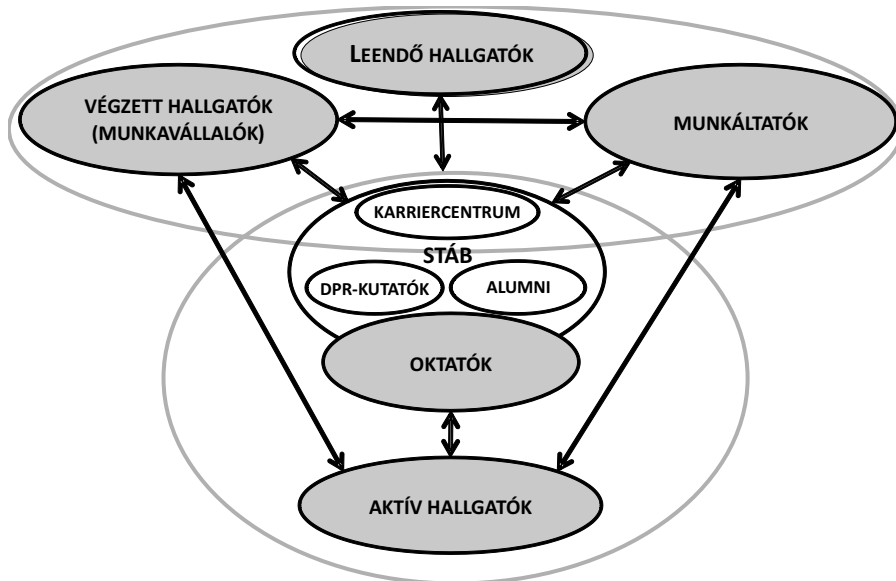 LEENDŐ HALLGATÓK
VÉGZETT HALLGATÓK
(MUNKAVÁLLALÓK)
MUNKÁLTATÓK
KARRIERCENTRUM
STÁB
DPR-KUTATÓK
ALUMNI
OKTATÓK
AKTÍV HALLGATÓK